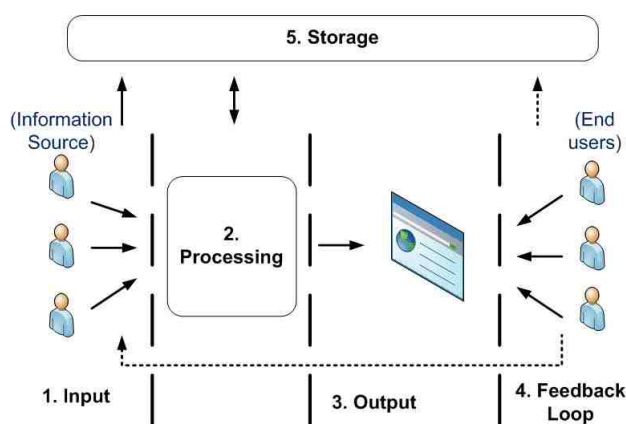 5. Storage
(Information
Source)
(End
users)
2.
Processing
1. Input
3. Output
4. Feedback
Loop